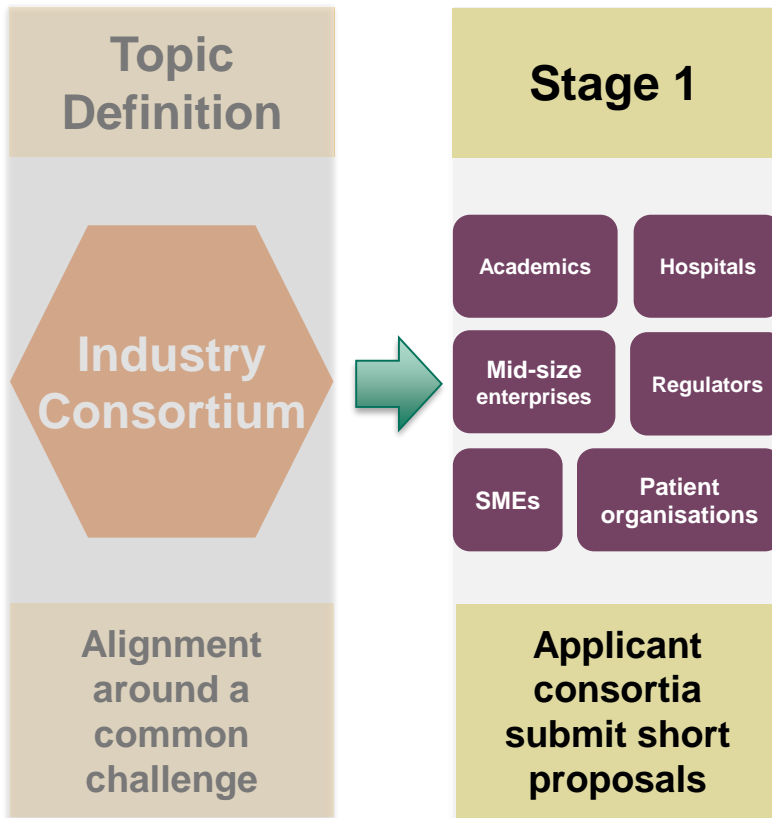 Topic
Definition
Industry
Consortium
Alignment
around a
common
challenge
Stage 1
Academics
Hospitals
Mid-size
enterprises
Regulators
SMEs
Patient
organisations
Applicant
consortia
submit short
proposals